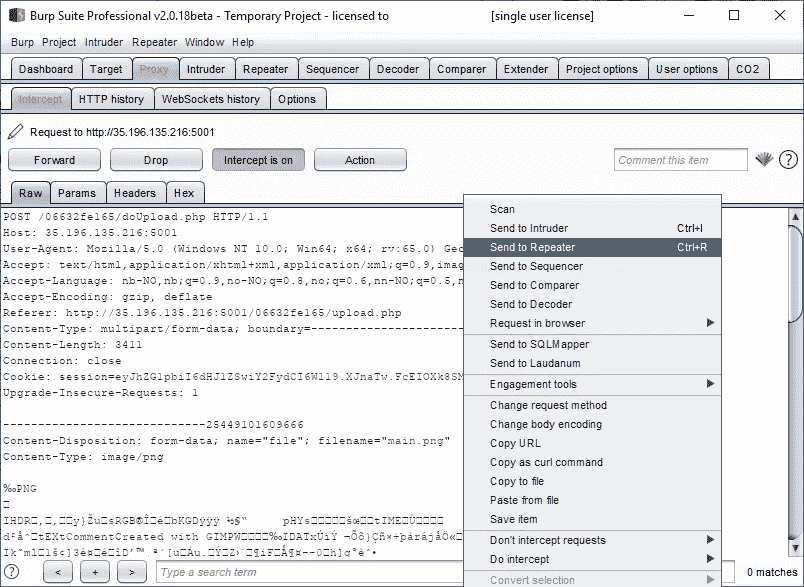 Burp Suite Professional v2.0.18beta - Temporary Project - licensed to [single user license]
Burp Project Intruder Repeater Window Help
Dashboard Target Proxy Intruder Repeater Sequencer Decoder Comparer Extender Project options User options CO2
Intercept HTTP history WebSockets history Options
Request to http://35.196.135.216:5001
Forward Drop Intercept is on Action Comment this item ?
Raw Params Headers Hex
POST /06632fe165/doUpload.php HTTP/1.1
Host: 35.196.135.216:5001
User-Agent: Mozilla/5.0 (Windows NT 10.0; Win64; x64; rv:65.0) Gec
Accept: text/html,application/xhtml+xml,application/xml;q=0.9,imag
Accept-Language: nb-NO,nb;q=0.9,no-NO;q=0.8,no;q=0.6,nn-NO;q=0.5,n
Accept-Encoding: gzip, deflate
Referer: http://35.196.135.216:5001/06632fe165/upload.php
Content-Type: multipart/form-data; boundary=----------------------
Content-Length: 3411
Connection: close
Cookie:
Upgrade-Insecure-Requests: 1
---------------------------25449101609666
Content-Disposition: form-data; name="file"; filename="main.png"
Content-Type: image/png
‰PNG
Scan
Send to Intruder Ctrl+I
Send to Repeater Ctrl+R
Send to Sequencer
Send to Comparer
Send to Decoder
Request in browser
Send to SQLMapper
Send to Laudanum
Engagement tools
Change request method
Change body encoding
Copy URL
Copy as curl command
Copy to file
Paste from file
Save item
Don't intercept requests
Do intercept
Convert selection
? < + > Type a search term 0 matches